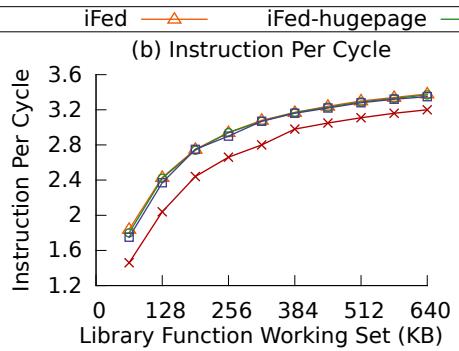 iFed iFed-hugepage
(b) Instruction Per Cycle
Instruction Per Cycle
3.6
3.2
2.8
2.4
2
1.6
1.2
0 128 256 384 512 640
Library Function Working Set (KB)